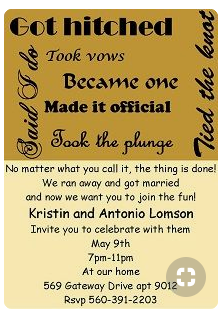 Got hitched
Said I do
Took vows
Tied the knot
Became one
Made it official
Took the plunge
No matter what you call it, the thing is done!
We ran away and got married
and now we want you to join the fun!
Kristin and Antonio Lomson
Invite you to celebrate with them
May 9th
7pm-11pm
At our home
569 Gateway Drive apt 9012
Rsvp 560-391-2203